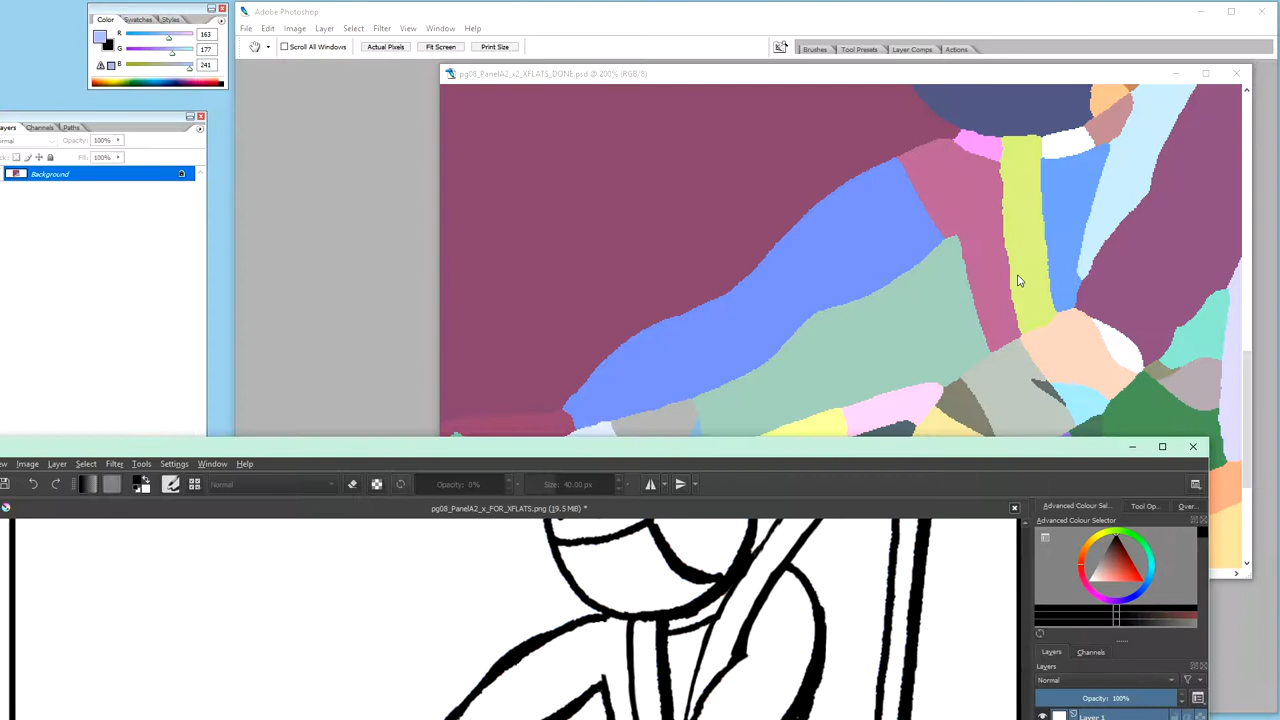 Color Swatches Styles
R 163
G 177
B 241
Layers Channels Paths
Opacity: 100%
Fill: 100%
Background
Adobe Photoshop
File Edit Image Layer Select Filter View Window Help
Scroll All Windows Actual Pixels Fit Screen Print Size
Brushes Tool Presets Layer Comps Actions
pg08_PanelA2_x2_XFLATS_DONE.psd @ 200% (RGB/8)
Image Layer Select Filter Tools Settings Window Help
Normal Opacity: 0% Size: 40.00 px
pg08_PanelA2_x_FOR_XFLATS.png (19.5 MiB) *
Advanced Colour Sel... Tool Op... Over...
Advanced Colour Selector
Layers Channels
Layers
Normal
Opacity: 100%
Layer 1